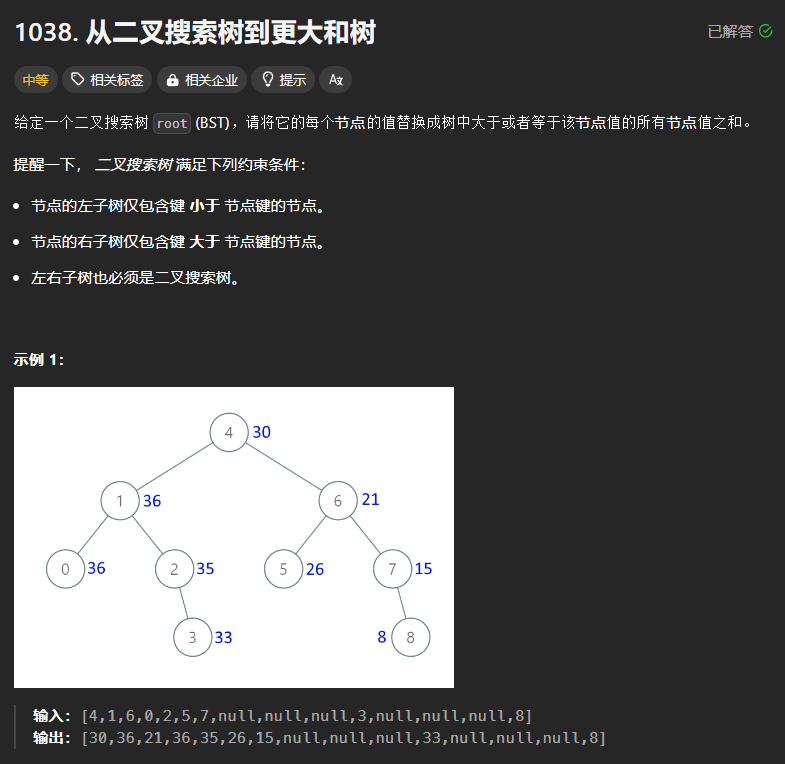 1038. 从二叉搜索树到更大和树
已解答
中等 相关标签 相关企业 提示 Aあ
给定一个二叉搜索树 root (BST)，请将它的每个节点的值替换成树中大于或者等于该节点值的所有节点值之和。
提醒一下， 二叉搜索树 满足下列约束条件：
节点的左子树仅包含键 小于 节点键的节点。
节点的右子树仅包含键 大于 节点键的节点。
左右子树也必须是二叉搜索树。
示例 1：
4 30
1 36 6 21
0 36 2 35 5 26 7 15
3 33 8 8
输入：[4,1,6,0,2,5,7,null,null,null,3,null,null,null,8]
输出：[30,36,21,36,35,26,15,null,null,null,33,null,null,null,8]